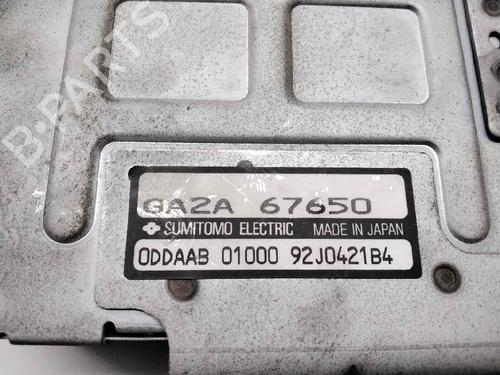 B-PARTS
GA2A 67650
SUMITOMO ELECTRIC MADE IN JAPAN
ODDAAB 01000 92J0421B4